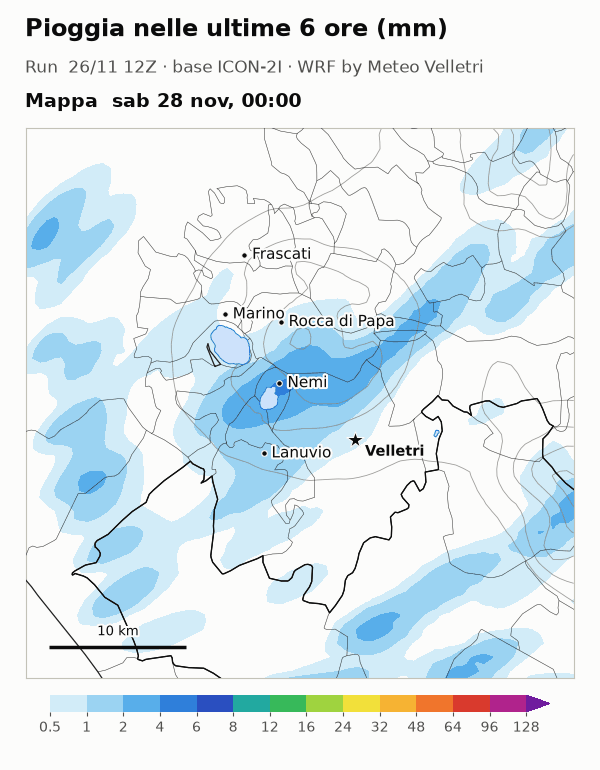 Pioggia nelle ultime 6 ore (mm)
Run 26/11 12Z · base ICON-2I · WRF by Meteo Velletri
Mappa sab 28 nov, 00:00
Frascati
Marino
Rocca di Papa
Nemi
Velletri
Lanuvio
10 km
0.5 1 2 4 6 8 12 16 24 32 48 64 96 128